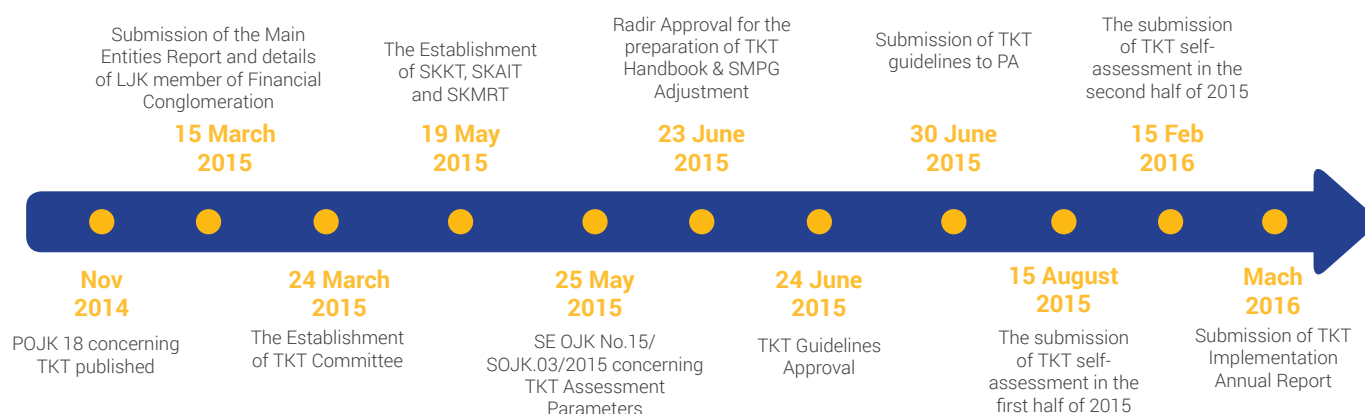 Submission of the Main
Entities Report and details
of LJK member of Financial
Conglomeration
15 March
2015
The Establishment
of SKKT, SKAIT
and SKMRT
19 May
2015
Radir Approval for the
preparation of TKT
Handbook & SMPG
Adjustment
23 June
2015
Submission of TKT
guidelines to PA
30 June
2015
The submission
of TKT self-
assessment in the
second half of 2015
15 Feb
2016
Nov
2014
POJK 18 concerning
TKT published
24 March
2015
The Establishment
of TKT Committee
25 May
2015
SE OJK No.15/
SOJK.03/2015 concerning
TKT Assessment
Parameters
24 June
2015
TKT Guidelines
Approval
15 August
2015
The submission
of TKT self-
assessment in the
first half of 2015
Mach
2016
Submission of TKT
Implementation
Annual Report